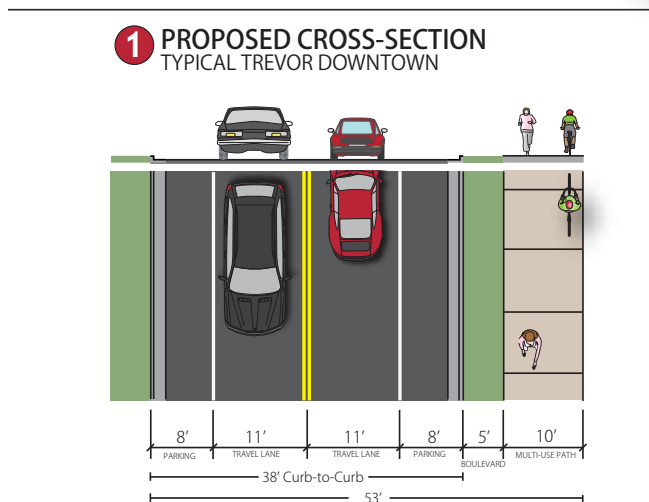 1 PROPOSED CROSS-SECTION
TYPICAL TREVOR DOWNTOWN
8' 11' 11' 8' 5' 10'
PARKING TRAVEL LANE TRAVEL LANE PARKING BOULEVARD MULTI-USE PATH
38' Curb-to-Curb
53'